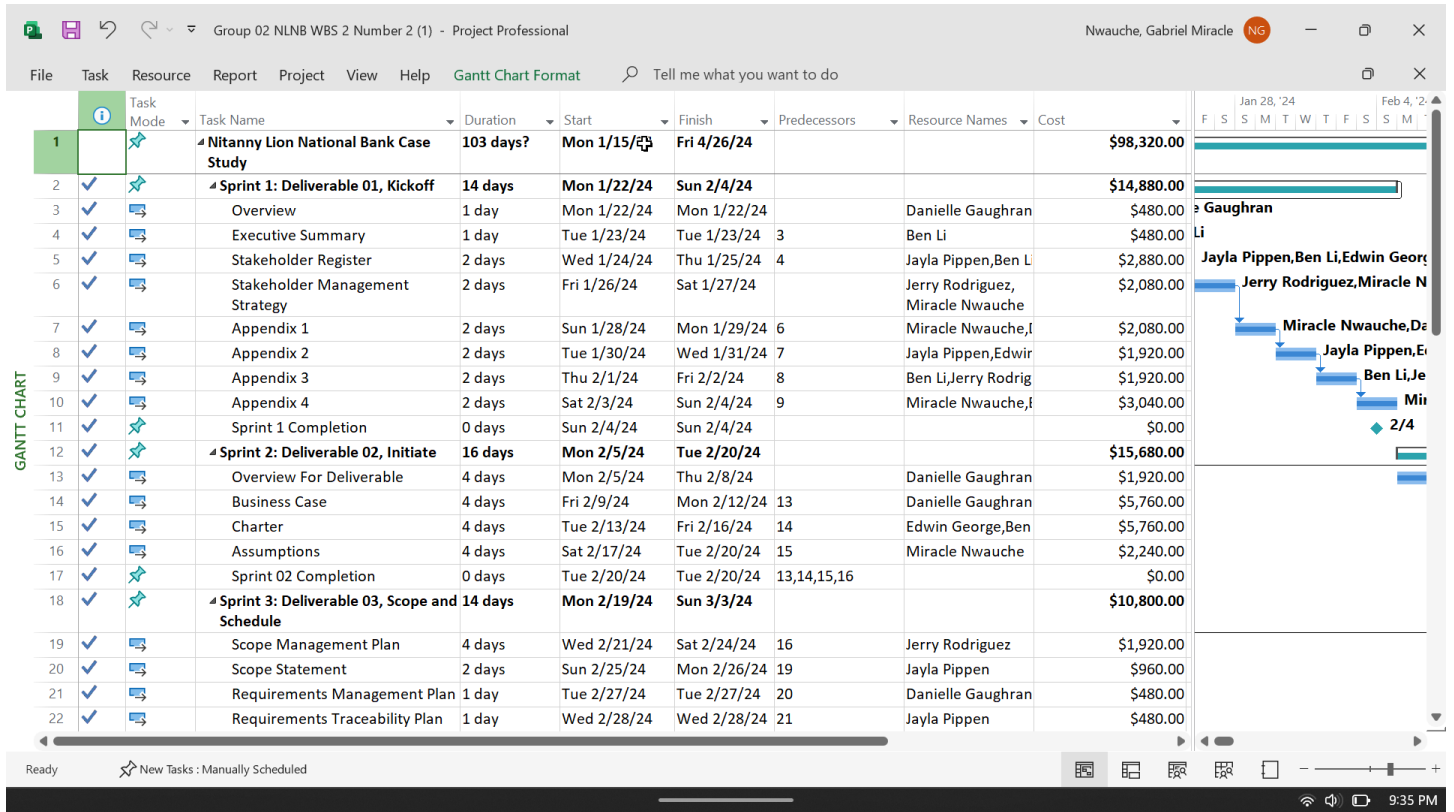 Group 02 NLNB WBS 2 Number 2 (1) - Project Professional
Nwauche, Gabriel Miracle NG
File Task Resource Report Project View Help Gantt Chart Format Tell me what you want to do
Task Mode Task Name Duration Start Finish Predecessors Resource Names Cost
Jan 28, '24 Feb 4, '24
F S S M T W T F S S M
1 Nitanny Lion National Bank Case Study 103 days? Mon 1/15/ Fri 4/26/24 $98,320.00
2 Sprint 1: Deliverable 01, Kickoff 14 days Mon 1/22/24 Sun 2/4/24 $14,880.00
3 Overview 1 day Mon 1/22/24 Mon 1/22/24 Danielle Gaughran $480.00 e Gaughran
4 Executive Summary 1 day Tue 1/23/24 Tue 1/23/24 3 Ben Li $480.00 Li
5 Stakeholder Register 2 days Wed 1/24/24 Thu 1/25/24 4 Jayla Pippen,Ben Li $2,880.00 Jayla Pippen,Ben Li,Edwin Georg
6 Stakeholder Management Strategy 2 days Fri 1/26/24 Sat 1/27/24 Jerry Rodriguez, Miracle Nwauche $2,080.00 Jerry Rodriguez,Miracle N
7 Appendix 1 2 days Sun 1/28/24 Mon 1/29/24 6 Miracle Nwauche,D $2,080.00 Miracle Nwauche,Da
8 Appendix 2 2 days Tue 1/30/24 Wed 1/31/24 7 Jayla Pippen,Edwin $1,920.00 Jayla Pippen,Ed
9 Appendix 3 2 days Thu 2/1/24 Fri 2/2/24 8 Ben Li,Jerry Rodrig $1,920.00 Ben Li,Je
10 Appendix 4 2 days Sat 2/3/24 Sun 2/4/24 9 Miracle Nwauche,E $3,040.00 Mir
11 Sprint 1 Completion 0 days Sun 2/4/24 Sun 2/4/24 $0.00 2/4
12 Sprint 2: Deliverable 02, Initiate 16 days Mon 2/5/24 Tue 2/20/24 $15,680.00
13 Overview For Deliverable 4 days Mon 2/5/24 Thu 2/8/24 Danielle Gaughran $1,920.00
14 Business Case 4 days Fri 2/9/24 Mon 2/12/24 13 Danielle Gaughran $5,760.00
15 Charter 4 days Tue 2/13/24 Fri 2/16/24 14 Edwin George,Ben $5,760.00
16 Assumptions 4 days Sat 2/17/24 Tue 2/20/24 15 Miracle Nwauche $2,240.00
17 Sprint 02 Completion 0 days Tue 2/20/24 Tue 2/20/24 13,14,15,16 $0.00
18 Sprint 3: Deliverable 03, Scope and Schedule 14 days Mon 2/19/24 Sun 3/3/24 $10,800.00
19 Scope Management Plan 4 days Wed 2/21/24 Sat 2/24/24 16 Jerry Rodriguez $1,920.00
20 Scope Statement 2 days Sun 2/25/24 Mon 2/26/24 19 Jayla Pippen $960.00
21 Requirements Management Plan 1 day Tue 2/27/24 Tue 2/27/24 20 Danielle Gaughran $480.00
22 Requirements Traceability Plan 1 day Wed 2/28/24 Wed 2/28/24 21 Jayla Pippen $480.00
GANTT CHART
Ready New Tasks : Manually Scheduled
9:35 PM